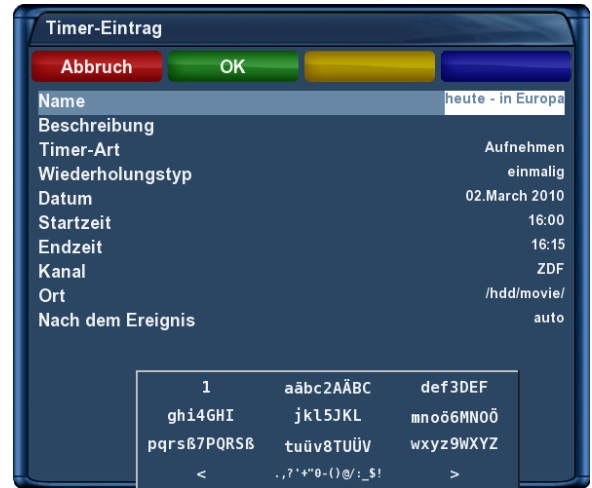 Timer-Eintrag
Abbruch OK
Name heute - in Europa
Beschreibung
Timer-Art Aufnehmen
Wiederholungstyp einmalig
Datum 02.March 2010
Startzeit 16:00
Endzeit 16:15
Kanal ZDF
Ort /hdd/movie/
Nach dem Ereignis auto
1 aäbc2AÄBC def3DEF
ghi4GHI jkl5JKL mnoö6MNOÖ
pqrsß7PQRSß tuüv8TUÜV wxyz9WXYZ
< .,?'+"0-()@/:_$! >